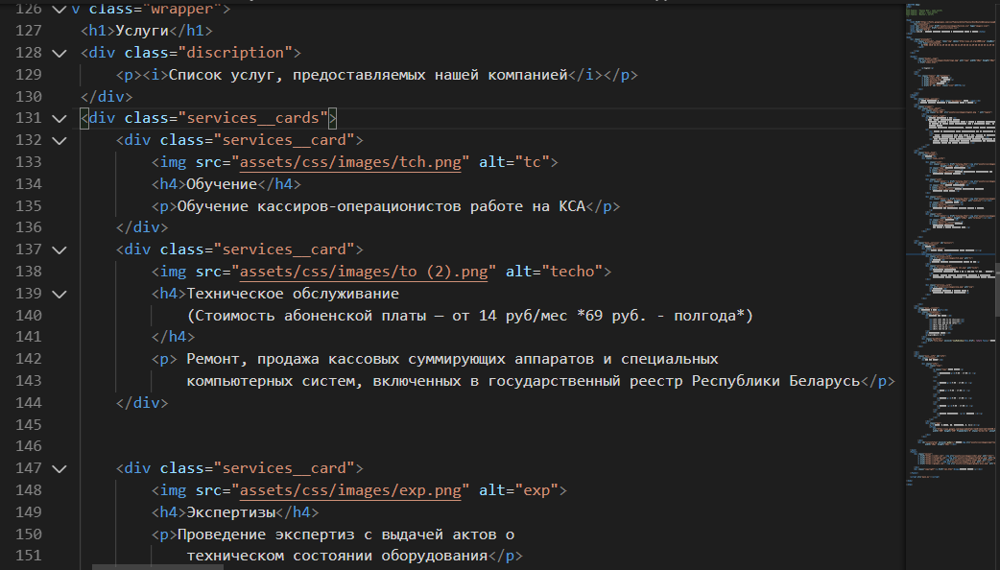 126 v class="wrapper">
127 <h1>Услуги</h1>
128 <div class="discription">
129 <p><i>Список услуг, предоставляемых нашей компанией</i></p>
130 </div>
131 <div class="services__cards">
132 <div class="services__card">
133 <img src="assets/css/images/tch.png" alt="tc">
134 <h4>Обучение</h4>
135 <p>Обучение кассиров-операционистов работе на КСА</p>
136 </div>
137 <div class="services__card">
138 <img src="assets/css/images/to (2).png" alt="techo">
139 <h4>Техническое обслуживание
140 (Стоимость абоненской платы — от 14 руб/мес *69 руб. - полгода*)
141 </h4>
142 <p> Ремонт, продажа кассовых суммирующих аппаратов и специальных
143 компьютерных систем, включенных в государственный реестр Республики Беларусь</p>
144 </div>
145
146
147 <div class="services__card">
148 <img src="assets/css/images/exp.png" alt="exp">
149 <h4>Экспертизы</h4>
150 <p>Проведение экспертиз с выдачей актов о
151 техническом состоянии оборудования</p>